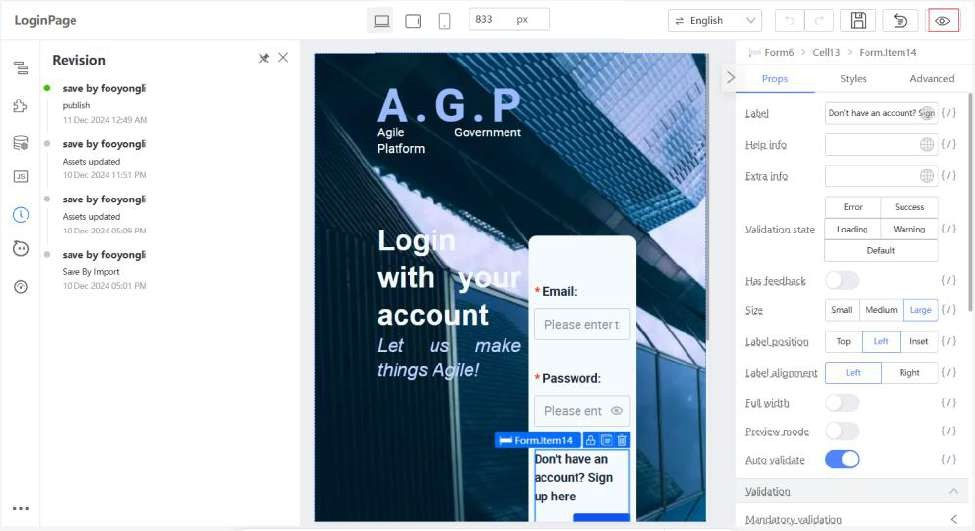 LoginPage
833 px
English
Revision
save by fooyongli
publish
11 Dec 2024 12:49 AM
save by fooyongli
Assets updated
10 Dec 2024 11:51 PM
save by fooyongli
Assets updated
10 Dec 2024 05:09 PM
save by fooyongli
Save By Import
10 Dec 2024 05:01 PM
JS
A.G.P
Agile Government
Platform
Login
with your
account
Let us make
things Agile!
* Email:
Please enter t
* Password:
Please ent
Form.Item14
Don't have an
account? Sign
up here
Form6 > Cell13 > Form.Item14
Props Styles Advanced
Label Don't have an account? Sign {/}
Help info {/}
Extra info {/}
Error Success
Validation state Loading Warning {/}
Default
Has feedback {/}
Size Small Medium Large {/}
Label position Top Left Inset {/}
Label alignment Left Right {/}
Full width {/}
Preview mode {/}
Auto validate {/}
Validation
Mandatory validation